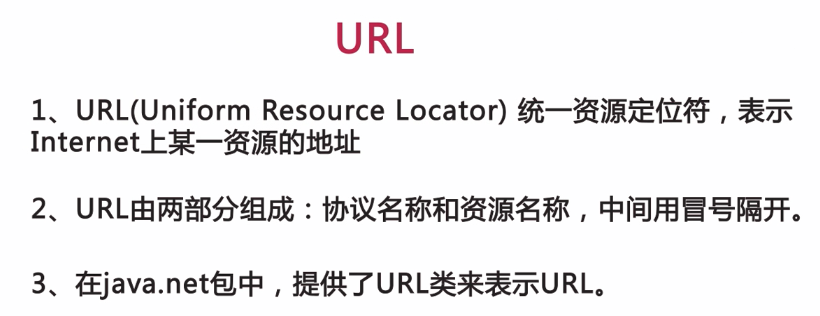 URL
1、URL(Uniform Resource Locator) 统一资源定位符，表示
Internet上某一资源的地址
2、URL由两部分组成：协议名称和资源名称，中间用冒号隔开。
3、在java.net包中，提供了URL类来表示URL。